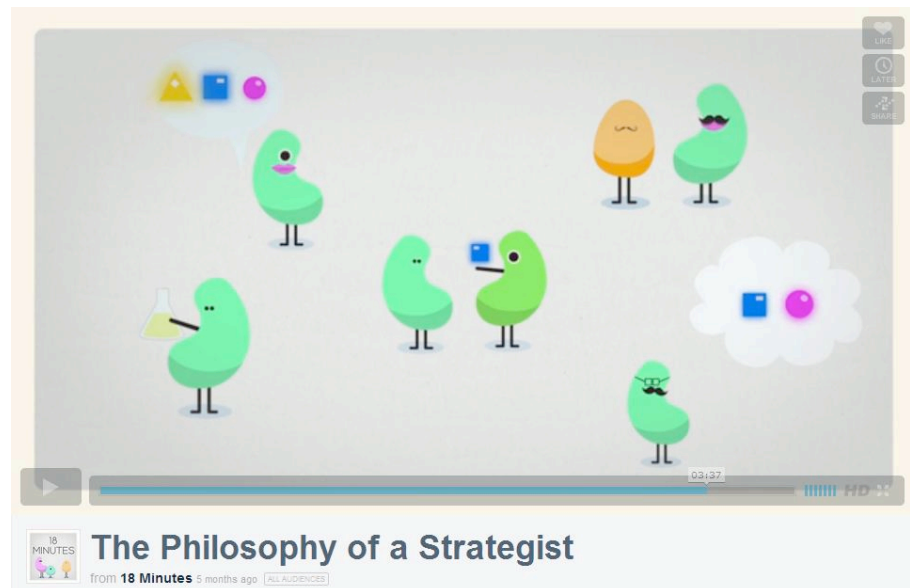 LIKE
LATER
SHARE
03:37
HD
18
MINUTES
The Philosophy of a Strategist
from 18 Minutes 5 months ago ALL AUDIENCES